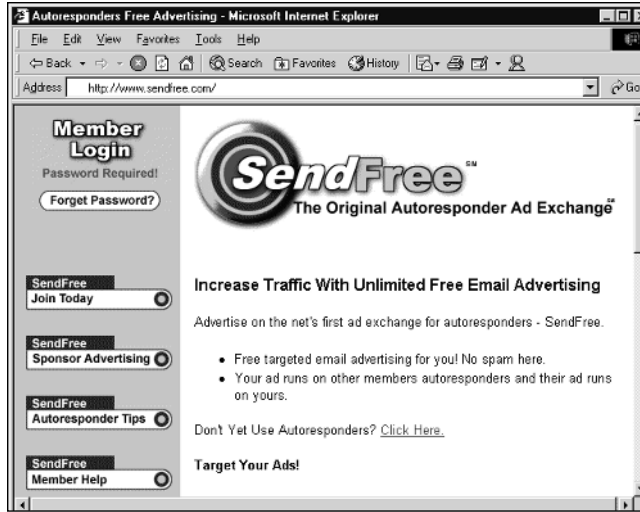 Autoresponders Free Advertising - Microsoft Internet Explorer
File Edit View Favorites Tools Help
Back Search Favorites History
Address http://www.sendfree.com/ Go
Member
Login
Password Required!
Forget Password?
SendFree SM
The Original Autoresponder Ad Exchange SM
SendFree
Join Today
SendFree
Sponsor Advertising
SendFree
Autoresponder Tips
SendFree
Member Help
Increase Traffic With Unlimited Free Email Advertising
Advertise on the net's first ad exchange for autoresponders - SendFree.
• Free targeted email advertising for you! No spam here.
• Your ad runs on other members autoresponders and their ad runs
on yours.
Don't Yet Use Autoresponders? Click Here.
Target Your Ads!